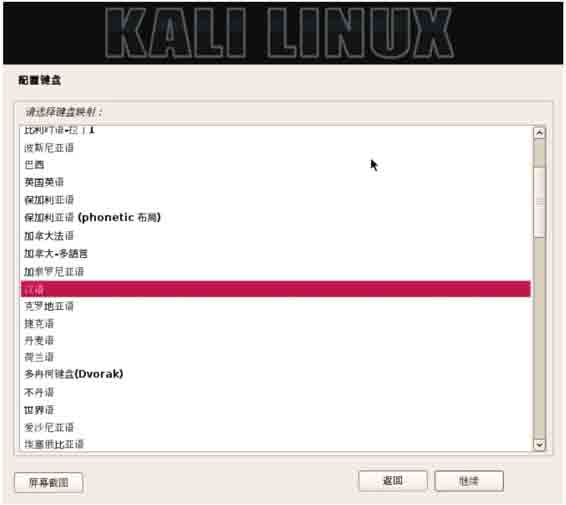 KALI LINUX
配置键盘
请选择键盘映射：
比利时语-拉丁1
波斯尼亚语
巴西
英国英语
保加利亚语
保加利亚语 (phonetic 布局)
加拿大法语
加拿大-多語言
加泰罗尼亚语
汉语
克罗地亚语
捷克语
丹麦语
荷兰语
多冉柯键盘(Dvorak)
不丹语
世界语
爱沙尼亚语
埃塞俄比亚语
屏幕截图
返回
继续